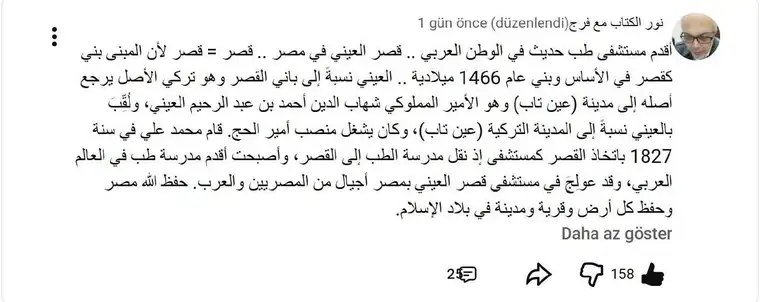 نور الكتاب مع فرج 1 gün önce (düzenlendi)
أقدم مستشفى طب حديث في الوطن العربي .. قصر العيني في مصر .. قصر = قصر لأن المبنى بني
كقصر في الأساس وبني عام 1466 ميلادية .. العيني نسبةً إلى باني القصر وهو تركي الأصل يرجع
أصله إلى مدينة (عين تاب) وهو الأمير المملوكي شهاب الدين أحمد بن عبد الرحيم العيني، ولُقّبَ
بالعيني نسبةً إلى المدينة التركية (عين تاب)، وكان يشغل منصب أمير الحج. قام محمد علي في سنة
1827 باتخاذ القصر كمستشفى إذ نقل مدرسة الطب إلى القصر، وأصبحت أقدم مدرسة طب في العالم
العربي، وقد عولجَ في مستشفى قصر العيني بمصر أجيال من المصريين والعرب. حفظ الله مصر
وحفظ كل أرض وقرية ومدينة في بلاد الإسلام.
Daha az göster
158 25